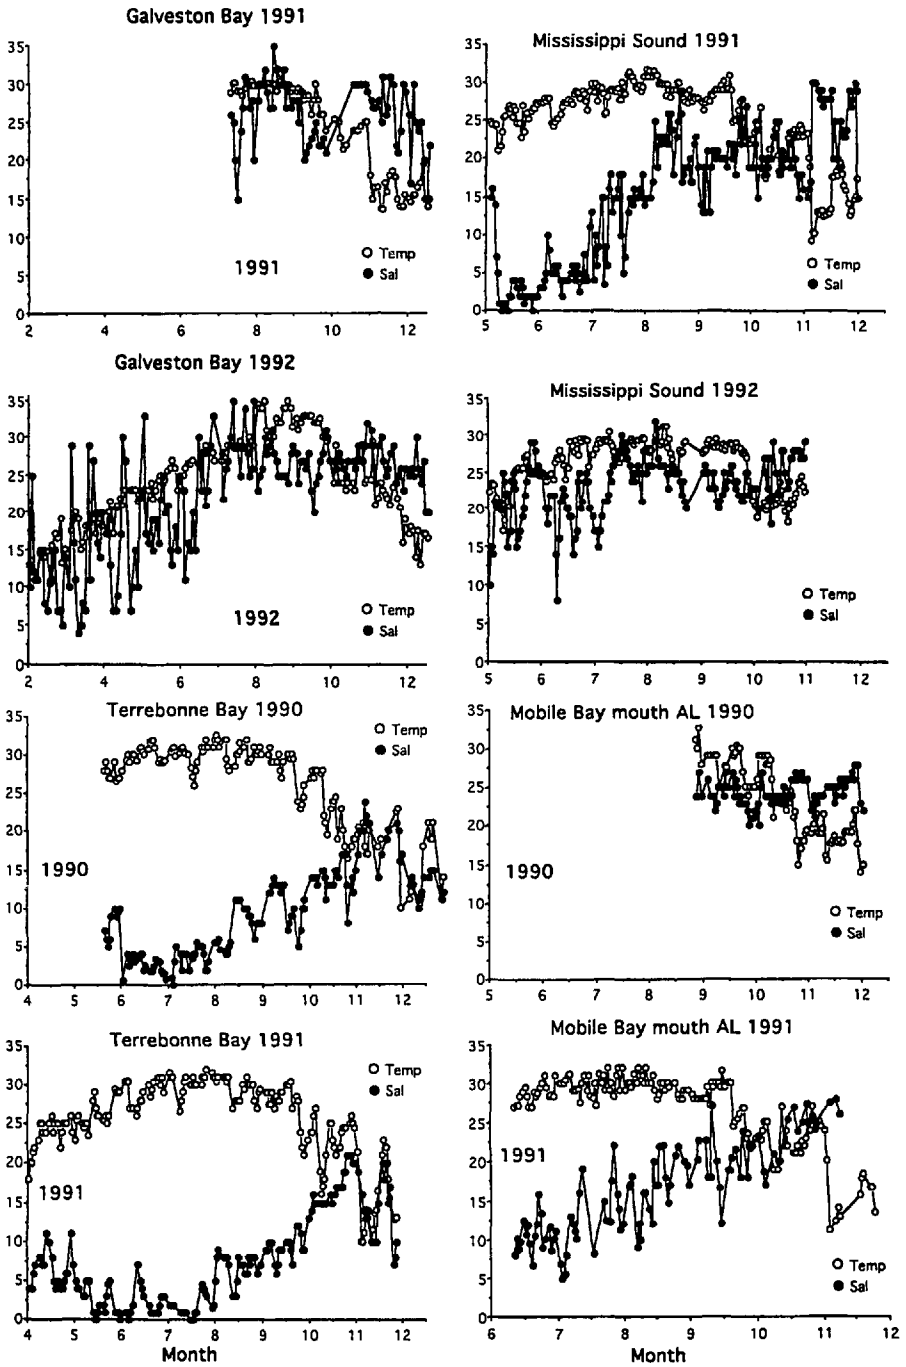 Galveston Bay 1991
35
30
25
20
15
10
5
0
2 4 6 8 10 12
1991
Temp
Sal
Mississippi Sound 1991
35
30
25
20
15
10
5
0
5 6 7 8 9 10 11 12
Temp
Sal
Galveston Bay 1992
35
30
25
20
15
10
5
0
2 4 6 8 10 12
1992
Temp
Sal
Mississippi Sound 1992
35
30
25
20
15
10
5
0
5 6 7 8 9 10 11 12
Temp
Sal
Terrebonne Bay 1990
35
30
25
20
15
10
5
0
4 5 6 7 8 9 10 11 12
1990
Temp
Sal
Mobile Bay mouth AL 1990
35
30
25
20
15
10
5
0
5 6 7 8 9 10 11 12
1990
Temp
Sal
Terrebonne Bay 1991
35
30
25
20
15
10
5
0
4 5 6 7 8 9 10 11 12
1991
Temp
Sal
Month
Mobile Bay mouth AL 1991
35
30
25
20
15
10
5
0
6 7 8 9 10 11 12
1991
Temp
Sal
Month